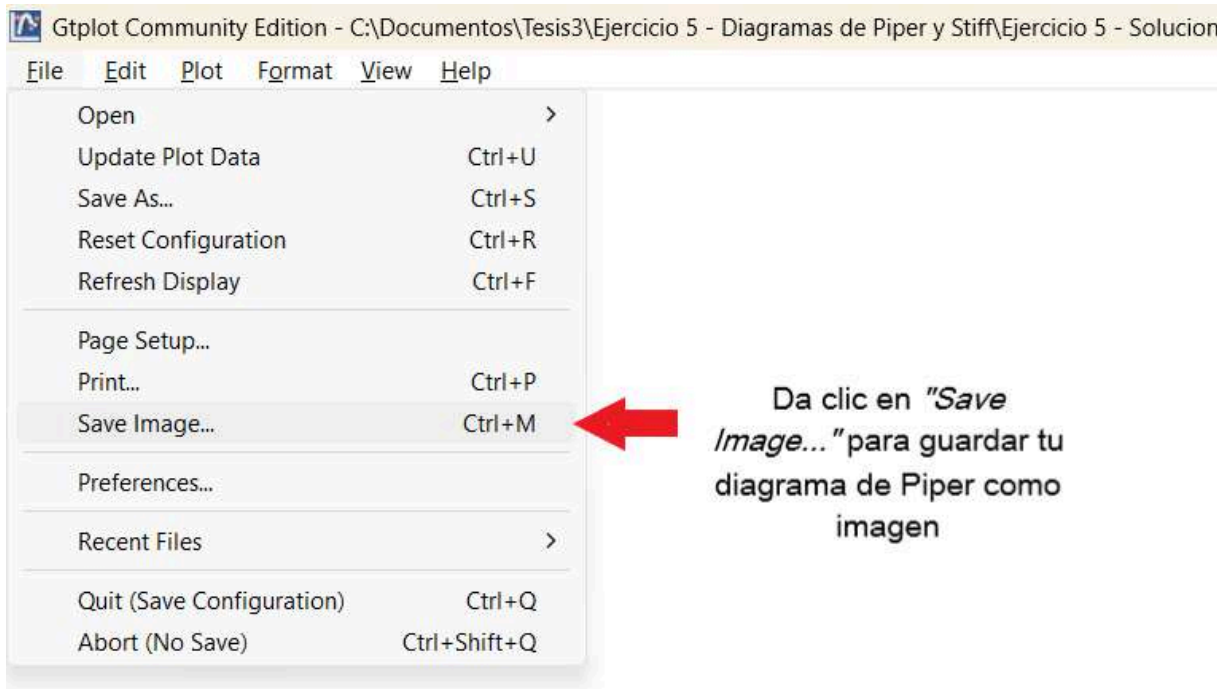 Gtplot Community Edition - C:\Documentos\Tesis3\Ejercicio 5 - Diagramas de Piper y Stiff\Ejercicio 5 - Solucion
File Edit Plot Format View Help
Open >
Update Plot Data Ctrl+U
Save As... Ctrl+S
Reset Configuration Ctrl+R
Refresh Display Ctrl+F
Page Setup...
Print... Ctrl+P
Save Image... Ctrl+M
Preferences...
Recent Files >
Quit (Save Configuration) Ctrl+Q
Abort (No Save) Ctrl+Shift+Q
Da clic en "Save
Image..." para guardar tu
diagrama de Piper como
imagen